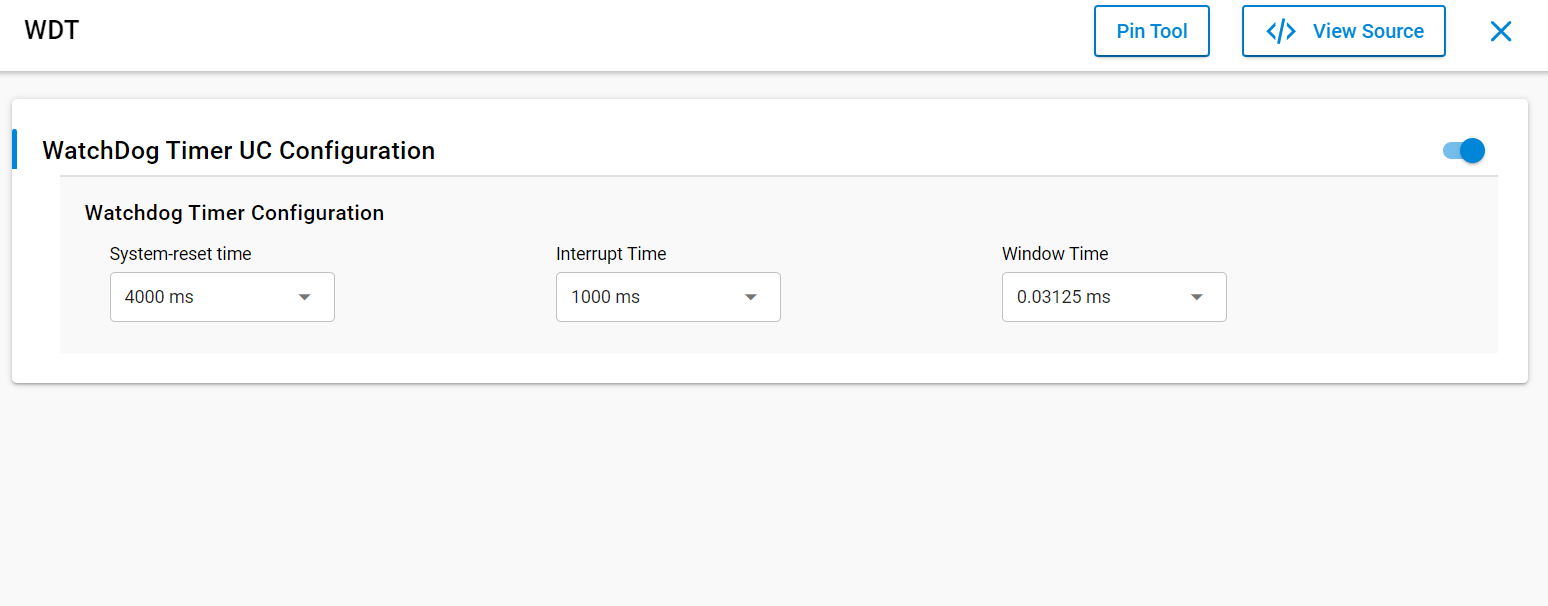 WDT
Pin Tool
</> View Source
WatchDog Timer UC Configuration
Watchdog Timer Configuration
System-reset time
Interrupt Time
Window Time
4000 ms
1000 ms
0.03125 ms